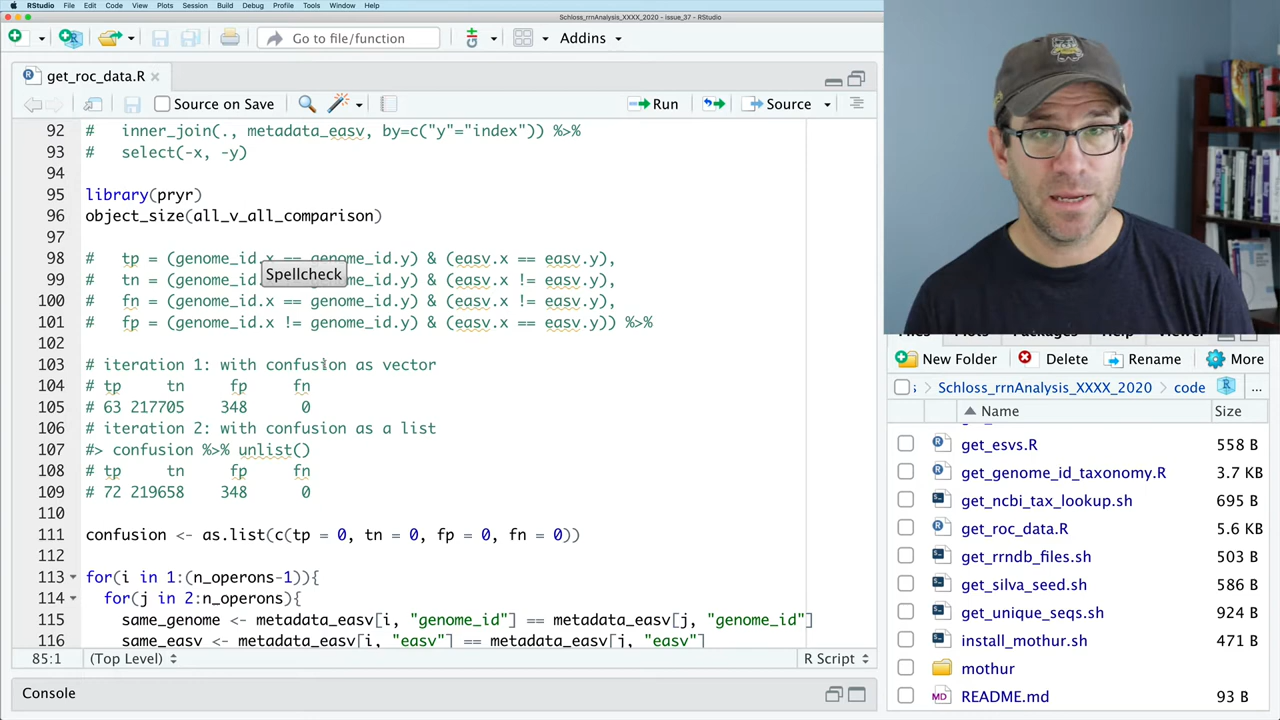 RStudio File Edit Code View Plots Session Build Debug Profile Tools Window Help
Schloss_rrnAnalysis_XXXX_2020 - issue_37 - RStudio
Go to file/function Addins
get_roc_data.R
Source on Save Run Source
92 # inner_join(., metadata_easv, by=c("y"="index")) %>%
93 # select(-x, -y)
94
95 library(pryr)
96 object_size(all_v_all_comparison)
97
98 # tp = (genome_id.x == genome_id.y) & (easv.x == easv.y),
Spellcheck
99 # tn = (genome_id. me_id.y) & (easv.x != easv.y),
100 # fn = (genome_id.x == genome_id.y) & (easv.x != easv.y),
101 # fp = (genome_id.x != genome_id.y) & (easv.x == easv.y)) %>%
102
103 # iteration 1: with confusion as vector
104 # tp tn fp fn
105 # 63 217705 348 0
106 # iteration 2: with confusion as a list
107 #> confusion %>% unlist()
108 # tp tn fp fn
109 # 72 219658 348 0
110
111 confusion <- as.list(c(tp = 0, tn = 0, fp = 0, fn = 0))
112
113 for(i in 1:(n_operons-1)){
114 for(j in 2:n_operons){
115 same_genome <- metadata_easv[i, "genome_id"] == metadata_easv[j, "genome_id"]
116 same_easv <- metadata_easv[i, "easv"] == metadata_easv[j, "easv"]
85:1 (Top Level) R Script
Console
New Folder Delete Rename More
Schloss_rrnAnalysis_XXXX_2020 code ...
Name Size
get_esvs.R 558 B
get_genome_id_taxonomy.R 3.7 KB
get_ncbi_tax_lookup.sh 695 B
get_roc_data.R 5.6 KB
get_rrndb_files.sh 503 B
get_silva_seed.sh 586 B
get_unique_seqs.sh 924 B
install_mothur.sh 471 B
mothur
README.md 93 B